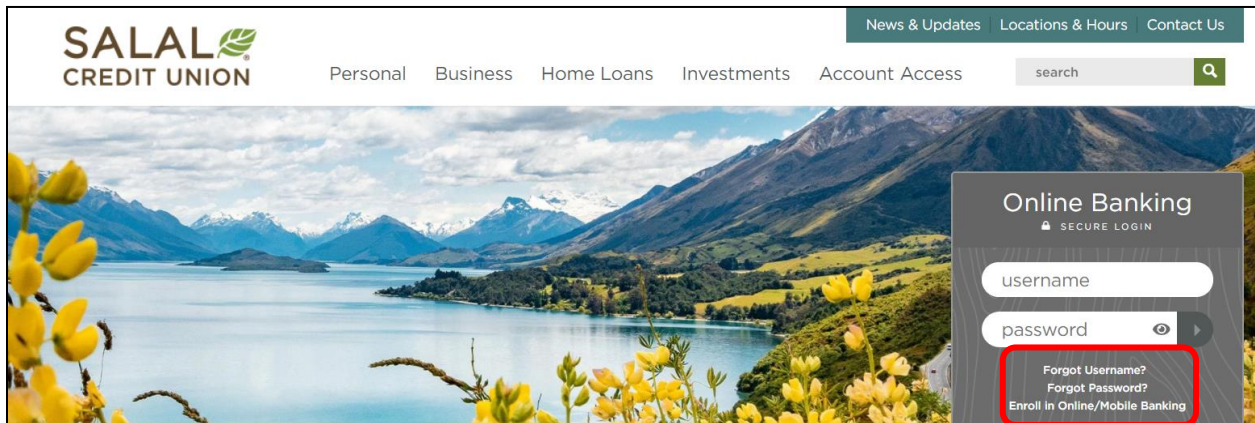 News & Updates Locations & Hours Contact Us
SALAL
CREDIT UNION
Personal Business Home Loans Investments Account Access
search
Online Banking
SECURE LOGIN
username
password
Forgot Username?
Forgot Password?
Enroll in Online/Mobile Banking